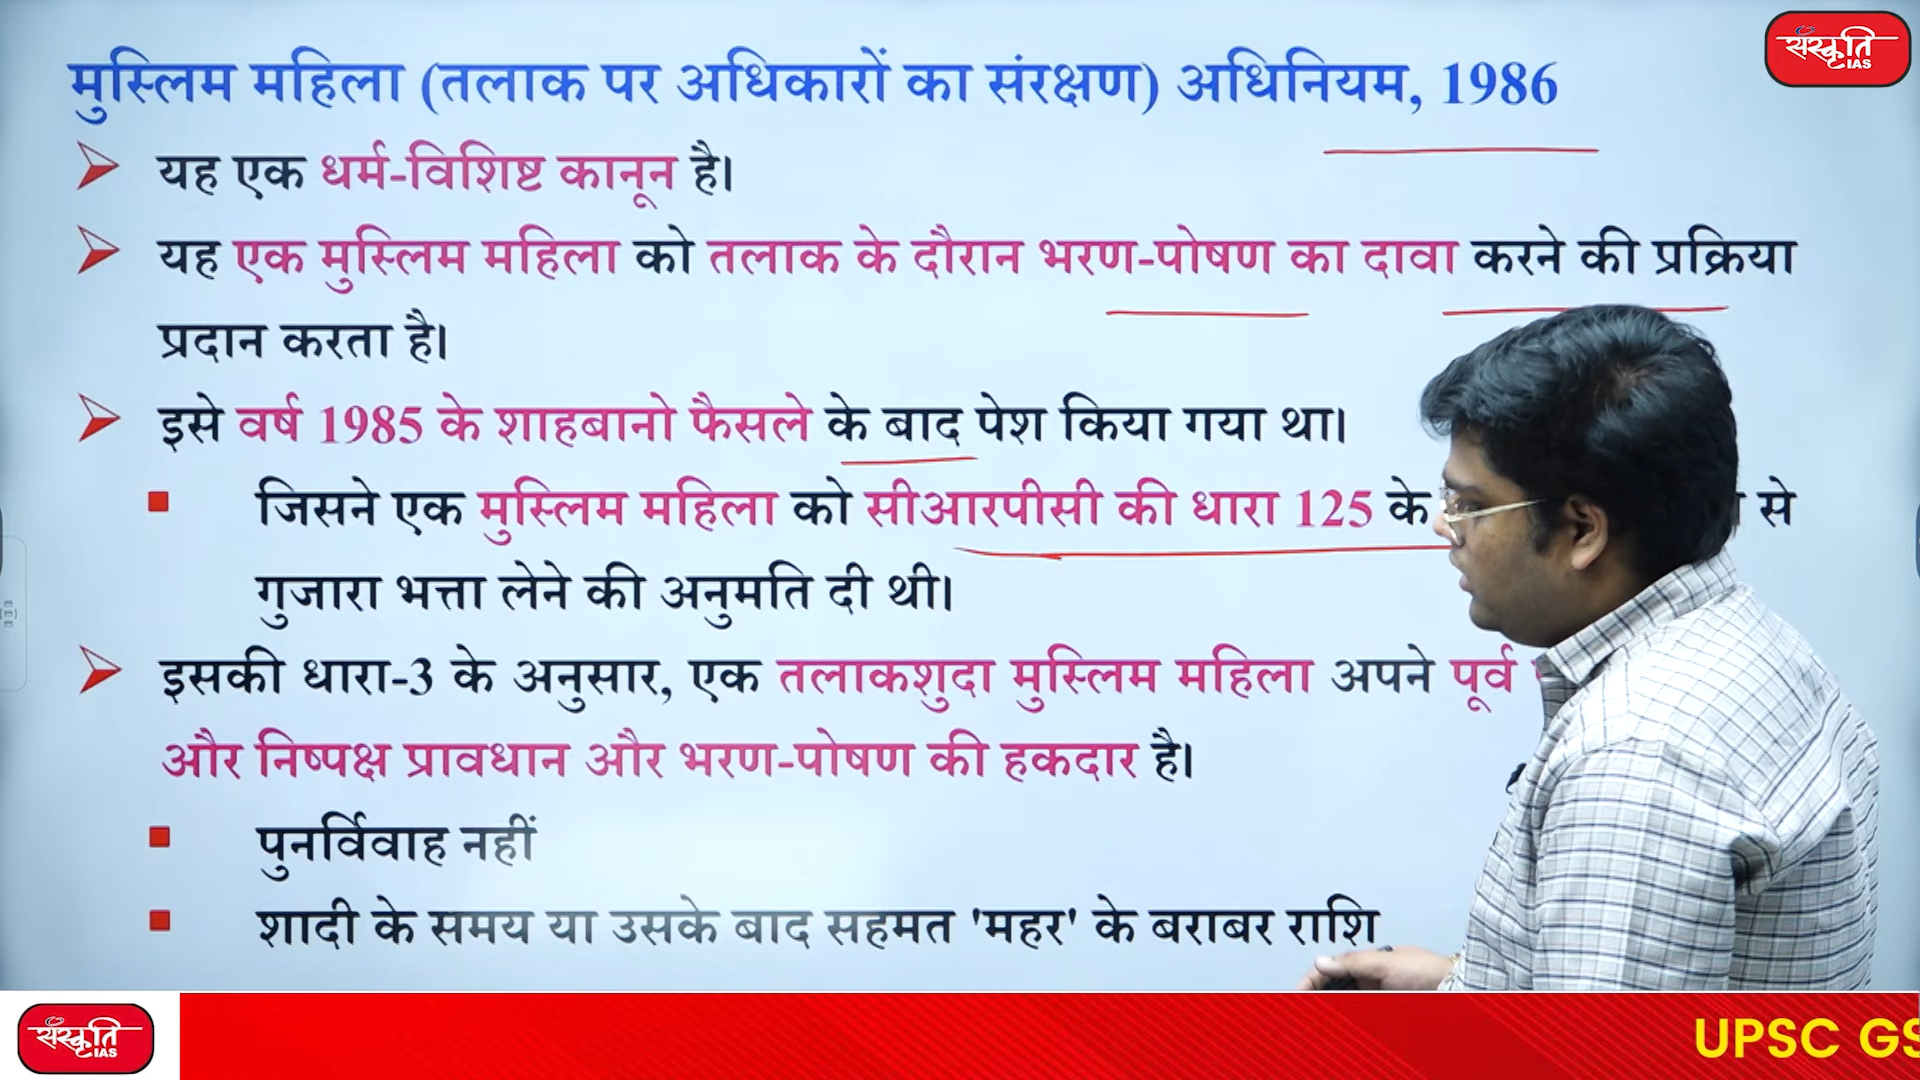 संस्कृति
IAS
मुस्लिम महिला (तलाक पर अधिकारों का संरक्षण) अधिनियम, 1986
यह एक धर्म-विशिष्ट कानून है।
यह एक मुस्लिम महिला को तलाक के दौरान भरण-पोषण का दावा करने की प्रक्रिया
प्रदान करता है।
इसे वर्ष 1985 के शाहबानो फैसले के बाद पेश किया गया था।
जिसने एक मुस्लिम महिला को सीआरपीसी की धारा 125 के से
गुजारा भत्ता लेने की अनुमति दी थी।
इसकी धारा-3 के अनुसार, एक तलाकशुदा मुस्लिम महिला अपने पूर्व
और निष्पक्ष प्रावधान और भरण-पोषण की हकदार है।
पुनर्विवाह नहीं
शादी के समय या उसके बाद सहमत 'महर' के बराबर राशि
संस्कृति
IAS
UPSC GS